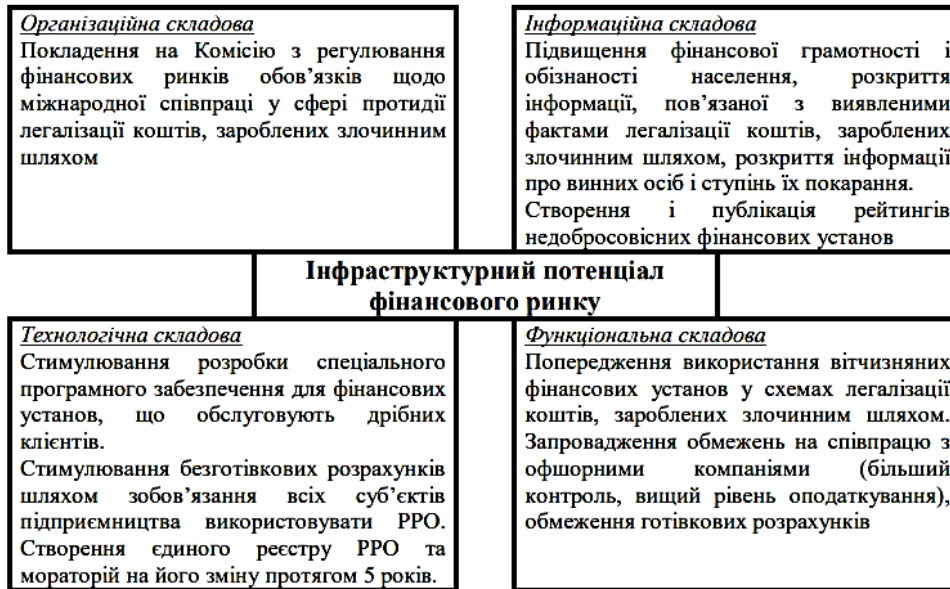 Організаційна складова
Покладення на Комісію з регулювання
фінансових ринків обов’язків щодо
міжнародної співпраці у сфері протидії
легалізації коштів, зароблених злочинним
шляхом
Інформаційна складова
Підвищення фінансової грамотності і
обізнаності населення, розкриття
інформації, пов’язаної з виявленими
фактами легалізації коштів, зароблених
злочинним шляхом, розкриття інформації
про винних осіб і ступінь їх покарання.
Створення і публікація рейтингів
недобросовісних фінансових установ
Інфраструктурний потенціал
фінансового ринку
Технологічна складова
Стимулювання розробки спеціального
програмного забезпечення для фінансових
установ, що обслуговують дрібних
клієнтів.
Стимулювання безготівкових розрахунків
шляхом зобов’язання всіх суб’єктів
підприємництва використовувати РРО.
Створення єдиного реєстру РРО та
мораторій на його зміну протягом 5 років.
Функціональна складова
Попередження використання вітчизняних
фінансових установ у схемах легалізації
коштів, зароблених злочинним шляхом.
Запровадження обмежень на співпрацю з
офшорними компаніями (більший
контроль, вищий рівень оподаткування),
обмеження готівкових розрахунків